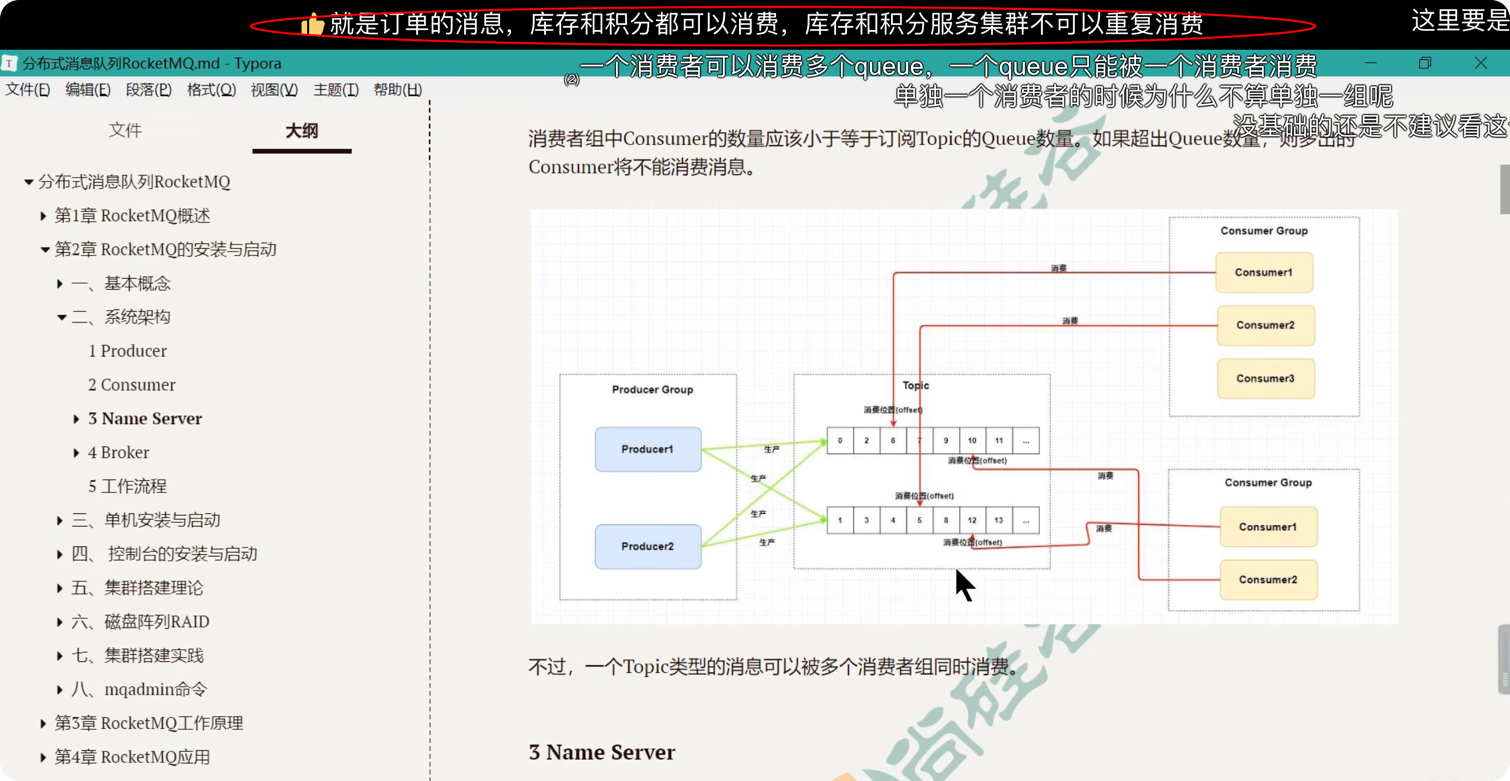 👍就是订单的消息，库存和积分都可以消费，库存和积分服务集群不可以重复消费
这里要是
分布式消息队列RocketMQ.md - Typora
一个消费者可以消费多个queue，一个queue只能被一个消费者消费
文件(F) 编辑(E) 段落(P) 格式(O) 视图(V) 主题(T) 帮助(H)
单独一个消费者的时候为什么不算单独一组呢
没基础的还是不建议看这
文件
大纲
分布式消息队列RocketMQ
第1章 RocketMQ概述
第2章 RocketMQ的安装与启动
一、基本概念
二、系统架构
1 Producer
2 Consumer
3 Name Server
4 Broker
5 工作流程
三、单机安装与启动
四、 控制台的安装与启动
五、集群搭建理论
六、磁盘阵列RAID
七、集群搭建实践
八、mqadmin命令
第3章 RocketMQ工作原理
第4章 RocketMQ应用
消费者组中Consumer的数量应该小于等于订阅Topic的Queue数量。如果超出Queue数量，则多出的
Consumer将不能消费消息。
Consumer Group
Consumer1
Consumer2
Consumer3
消费
消费
Producer Group
Producer1
Producer2
生产
生产
生产
生产
Topic
消费位置(offset)
0 2 6 7 9 10 11 ...
消费位置(offset)
消费位置(offset)
1 3 4 5 8 12 13 ...
消费位置(offset)
消费
消费
Consumer Group
Consumer1
Consumer2
不过，一个Topic类型的消息可以被多个消费者组同时消费。
3 Name Server
尚硅谷